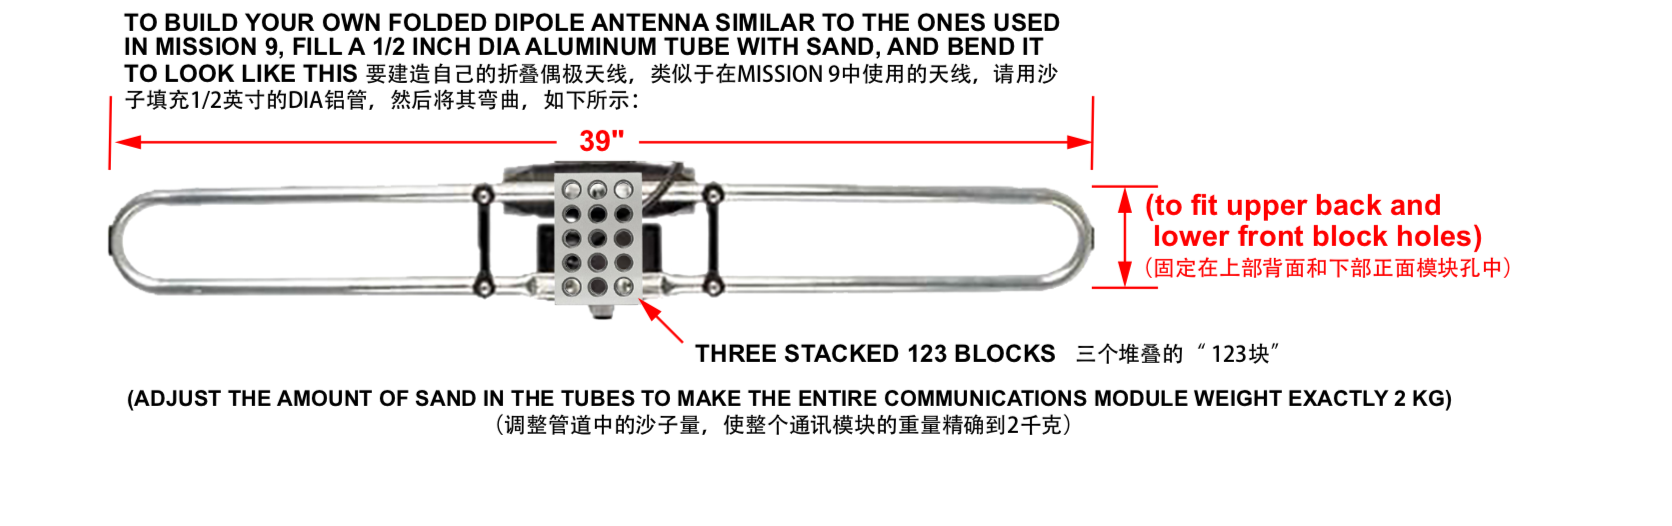 TO BUILD YOUR OWN FOLDED DIPOLE ANTENNA SIMILAR TO THE ONES USED
IN MISSION 9, FILL A 1/2 INCH DIA ALUMINUM TUBE WITH SAND, AND BEND IT
TO LOOK LIKE THIS 要建造自己的折叠偶极天线，类似于在MISSION 9中使用的天线，请用沙
子填充1/2英寸的DIA铝管，然后将其弯曲，如下所示：
39"
(to fit upper back and
lower front block holes)
（固定在上部背面和下部正面模块孔中）
THREE STACKED 123 BLOCKS 三个堆叠的“ 123块”
(ADJUST THE AMOUNT OF SAND IN THE TUBES TO MAKE THE ENTIRE COMMUNICATIONS MODULE WEIGHT EXACTLY 2 KG)
（调整管道中的沙子量，使整个通讯模块的重量精确到2千克）